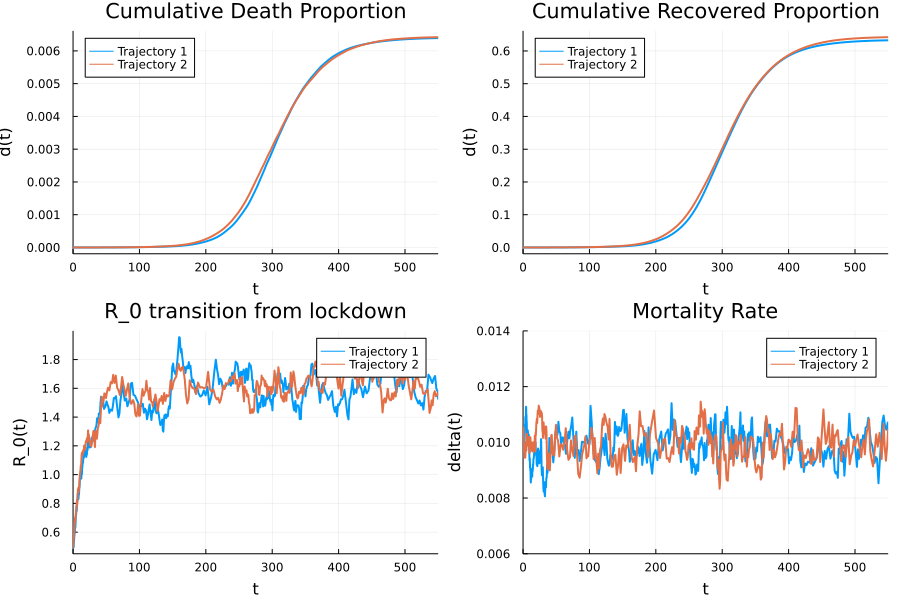 Cumulative Death Proportion
d(t)
0.006
0.005
0.004
0.003
0.002
0.001
0.000
Trajectory 1
Trajectory 2
0 100 200 300 400 500
t
Cumulative Recovered Proportion
d(t)
0.6
0.5
0.4
0.3
0.2
0.1
0.0
Trajectory 1
Trajectory 2
0 100 200 300 400 500
t
R_0 transition from lockdown
R_0(t)
1.8
1.6
1.4
1.2
1.0
0.8
0.6
Trajectory 1
Trajectory 2
0 100 200 300 400 500
t
Mortality Rate
delta(t)
0.014
0.012
0.010
0.008
0.006
Trajectory 1
Trajectory 2
0 100 200 300 400 500
t